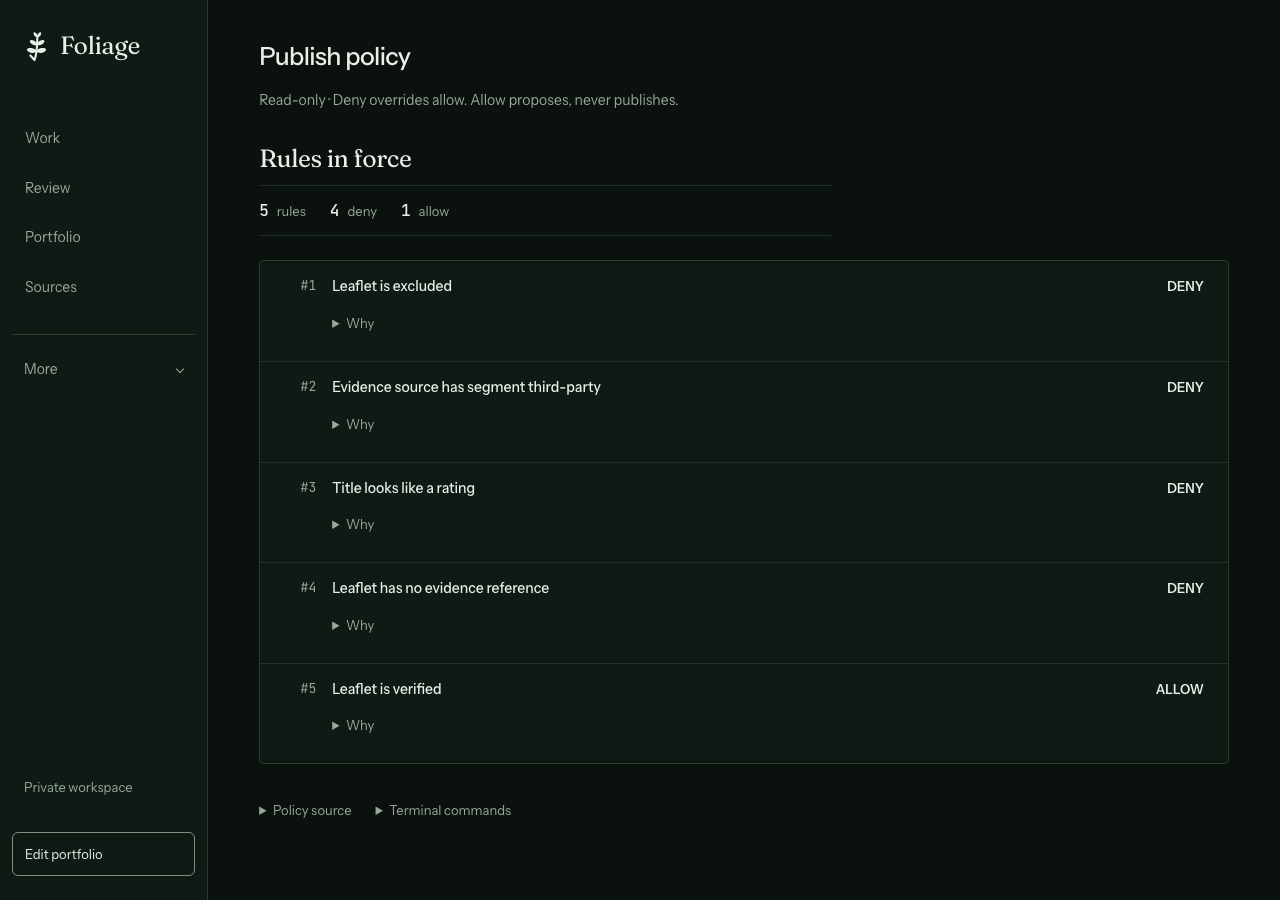 Foliage
Work
Review
Portfolio
Sources
More
Private workspace
Edit portfolio
Publish policy
Read-only · Deny overrides allow. Allow proposes, never publishes.
Rules in force
5 rules 4 deny 1 allow
#1 Leaflet is excluded DENY
Why
#2 Evidence source has segment third-party DENY
Why
#3 Title looks like a rating DENY
Why
#4 Leaflet has no evidence reference DENY
Why
#5 Leaflet is verified ALLOW
Why
Policy source Terminal commands